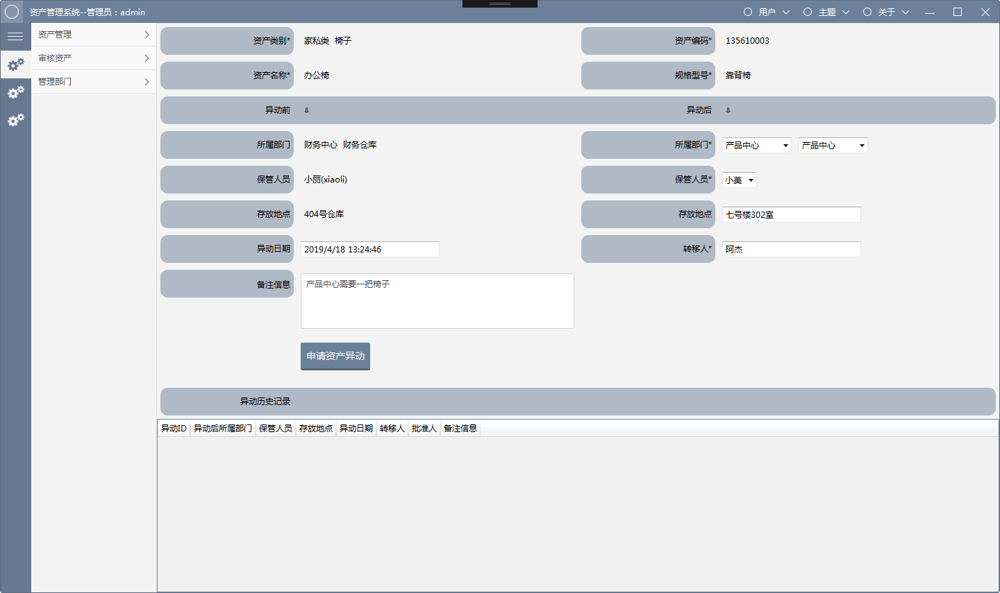 资产管理系统--管理员：admin
用户
主题
关于
资产管理
审核资产
管理部门
资产类别* 家私类 椅子 资产编码* 135610003
资产名称* 办公椅 规格型号* 靠背椅
异动前 ⇓ 异动后 ⇓
所属部门 财务中心 财务仓库 所属部门* 产品中心 产品中心
保管人员 小丽(xiaoli) 保管人员* 小美
存放地点 404号仓库 存放地点 七号楼302室
异动日期 2019/4/18 13:24:46 转移人* 阿杰
备注信息 产品中心需要一把椅子
申请资产异动
异动历史记录
异动ID 异动后所属部门 保管人员 存放地点 异动日期 转移人 批准人 备注信息